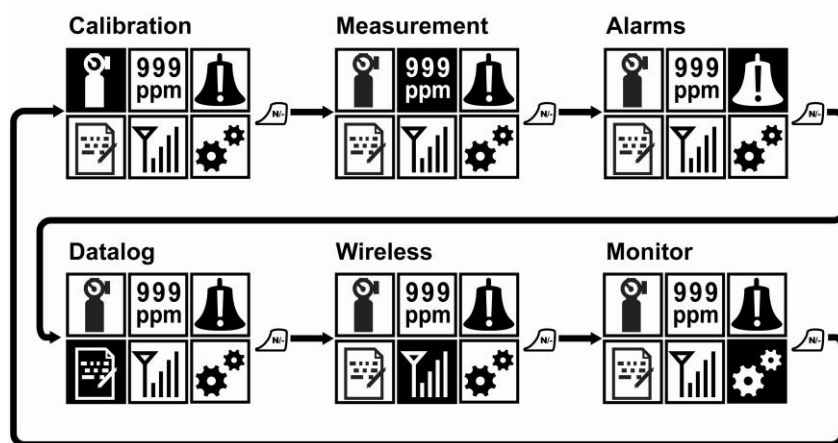 Calibration Measurement Alarms
999 999 999
ppm ppm ppm
N/- N/- N/-
Datalog Wireless Monitor
999 999 999
ppm ppm ppm
N/- N/- N/-